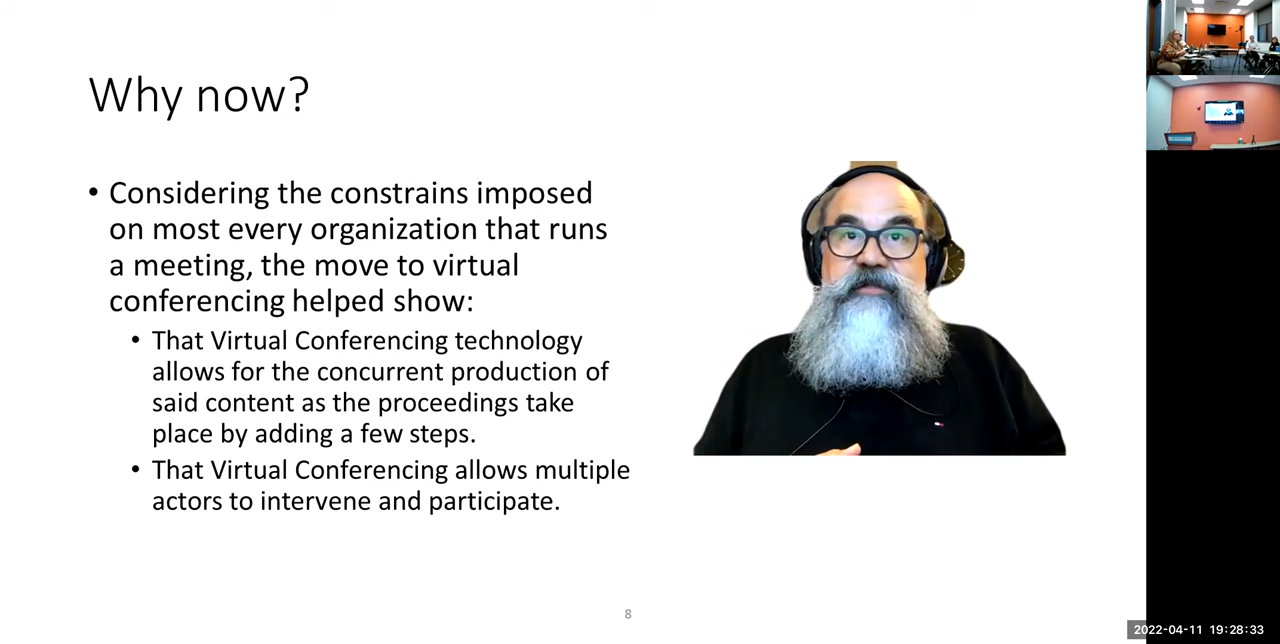 Why now?
• Considering the constrains imposed
on most every organization that runs
a meeting, the move to virtual
conferencing helped show:
• That Virtual Conferencing technology
allows for the concurrent production of
said content as the proceedings take
place by adding a few steps.
• That Virtual Conferencing allows multiple
actors to intervene and participate.
8
2022-04-11 19:28:33